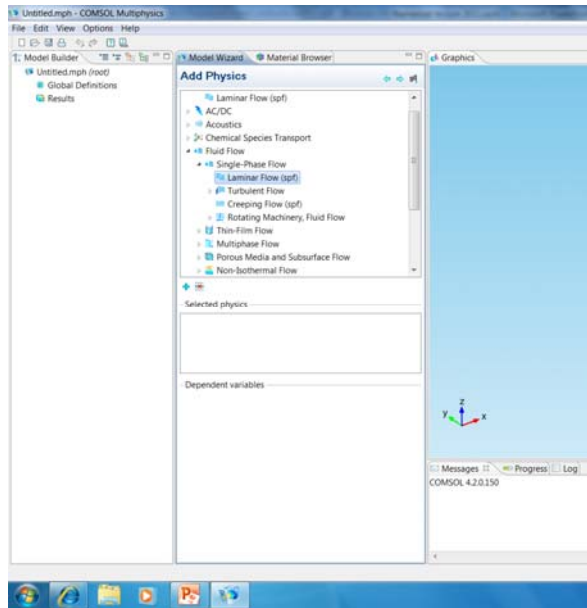 Untitled.mph - COMSOL Multiphysics
File Edit View Options Help
Model Builder
Untitled.mph (root)
Global Definitions
Results
Model Wizard Material Browser
Add Physics
Laminar Flow (spf)
AC/DC
Acoustics
Chemical Species Transport
Fluid Flow
Single-Phase Flow
Laminar Flow (spf)
Turbulent Flow
Creeping Flow (spf)
Rotating Machinery, Fluid Flow
Thin-Film Flow
Multiphase Flow
Porous Media and Subsurface Flow
Non-Isothermal Flow
Selected physics
Dependent variables
Graphics
z
y x
Messages Progress Log
COMSOL 4.2.0.150